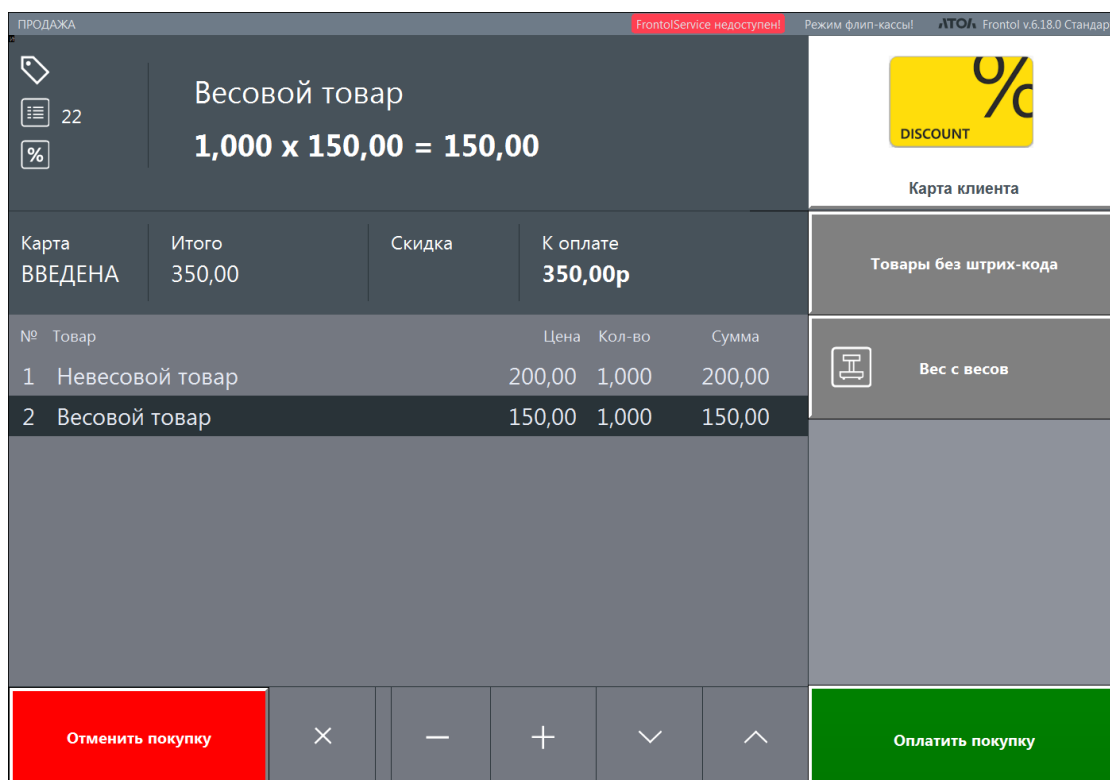 ПРОДАЖА
FrontolService недоступен!
Режим флип-кассы!
АТОЛ Frontol v.6.18.0 Стандар
22
Весовой товар
1,000 x 150,00 = 150,00
%
DISCOUNT
Карта клиента
Карта Итого Скидка К оплате
ВВЕДЕНА 350,00 350,00р
Товары без штрих-кода
№ Товар Цена Кол-во Сумма
1 Невесовой товар 200,00 1,000 200,00
2 Весовой товар 150,00 1,000 150,00
Вес с весов
Отменить покупку
Оплатить покупку